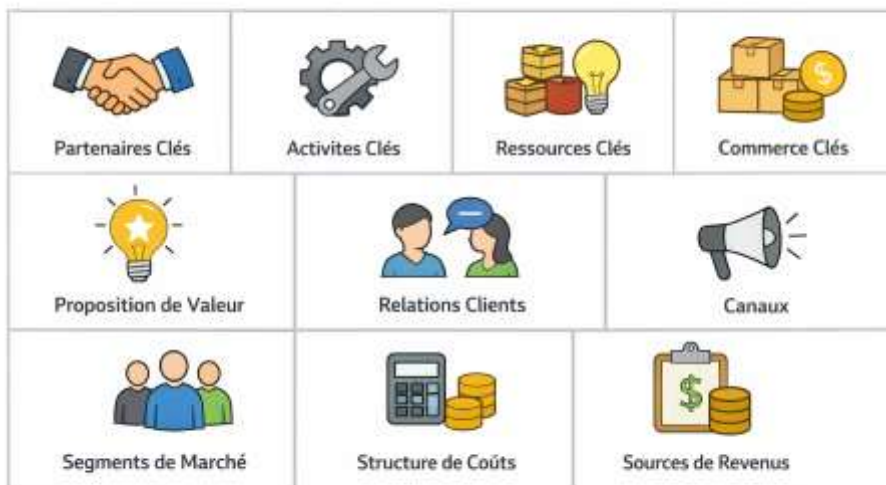 Partenaires Clés
Activites Clés
Ressources Clés
Commerce Clés
Proposition de Valeur
Relations Clients
Canaux
Segments de Marché
Structure de Coûts
Sources de Revenus